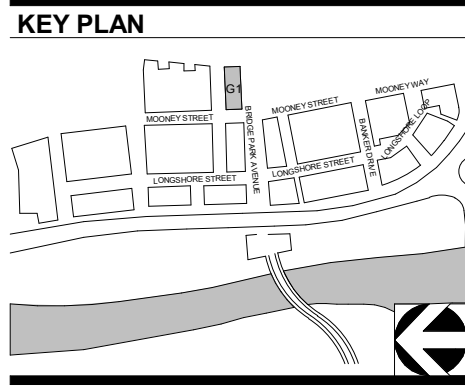 KEY PLAN
G1
MOONEY WAY
MOONEY STREET
MOONEY STREET
BRIDGE PARK AVENUE
BANKER DRIVE
LONGSHORE LOOP
LONGSHORE STREET
LONGSHORE STREET